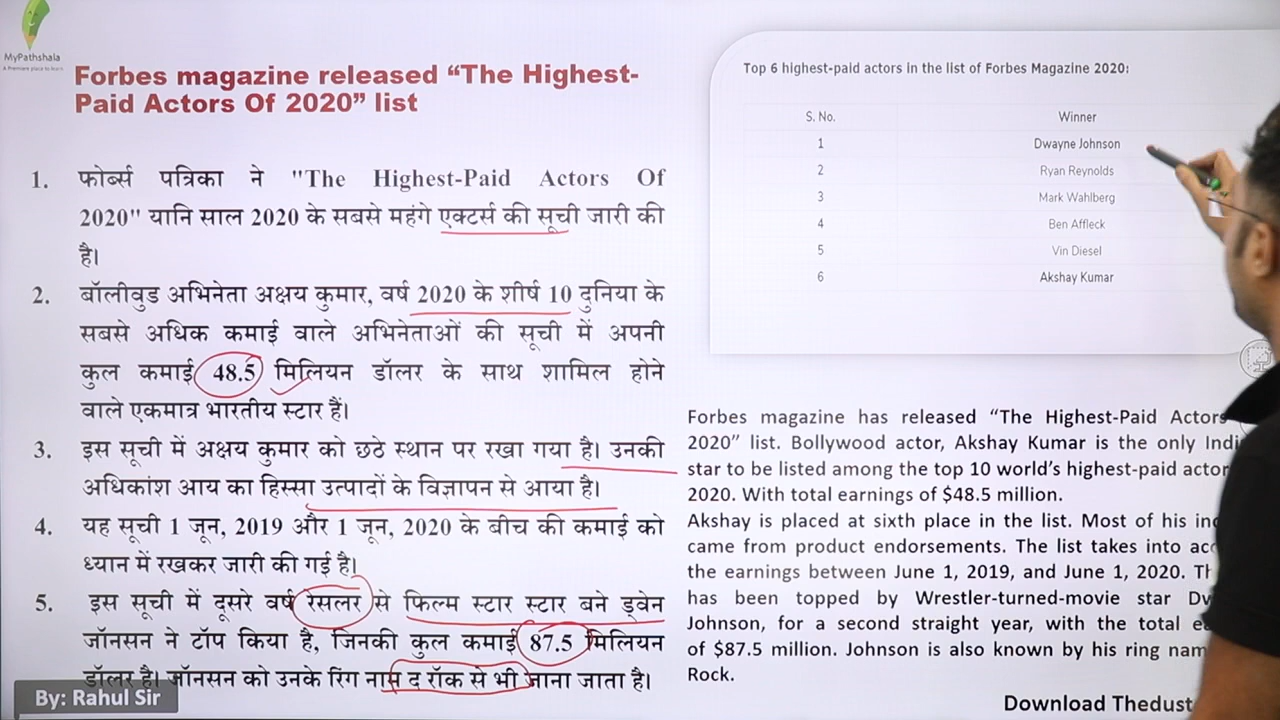 MyPathshala
A Premiere place to learn
Forbes magazine released “The Highest-
Paid Actors Of 2020” list
1. फोर्ब्स पत्रिका ने "The Highest-Paid Actors Of
2020" यानि साल 2020 के सबसे महंगे एक्टर्स की सूची जारी की
है।
2. बॉलीवुड अभिनेता अक्षय कुमार, वर्ष 2020 के शीर्ष 10 दुनिया के
सबसे अधिक कमाई वाले अभिनेताओं की सूची में अपनी
कुल कमाई 48.5 मिलियन डॉलर के साथ शामिल होने
वाले एकमात्र भारतीय स्टार हैं।
3. इस सूची में अक्षय कुमार को छठे स्थान पर रखा गया है। उनकी
अधिकांश आय का हिस्सा उत्पादों के विज्ञापन से आया है।
4. यह सूची 1 जून, 2019 और 1 जून, 2020 के बीच की कमाई को
ध्यान में रखकर जारी की गई है।
5. इस सूची में दूसरे वर्ष रेसलर से फिल्म स्टार स्टार बने ड्वेन
जॉनसन ने टॉप किया है, जिनकी कुल कमाई 87.5 मिलियन
डॉलर है। जॉनसन को उनके रिंग नाम द रॉक से भी जाना जाता है।
By: Rahul Sir
Top 6 highest-paid actors in the list of Forbes Magazine 2020:
S. No. Winner
1 Dwayne Johnson
2 Ryan Reynolds
3 Mark Wahlberg
4 Ben Affleck
5 Vin Diesel
6 Akshay Kumar
Forbes magazine has released “The Highest-Paid Actors
2020” list. Bollywood actor, Akshay Kumar is the only
star to be listed among the top 10 world’s highest-paid
2020. With total earnings of $48.5 million.
Akshay is placed at sixth place in the list. Most of his
came from product endorsements. The list takes into
the earnings between June 1, 2019, and June 1, 2020.
has been topped by Wrestler-turned-movie star
Johnson, for a second straight year, with the total
of $87.5 million. Johnson is also known by his ring
Rock.
Download